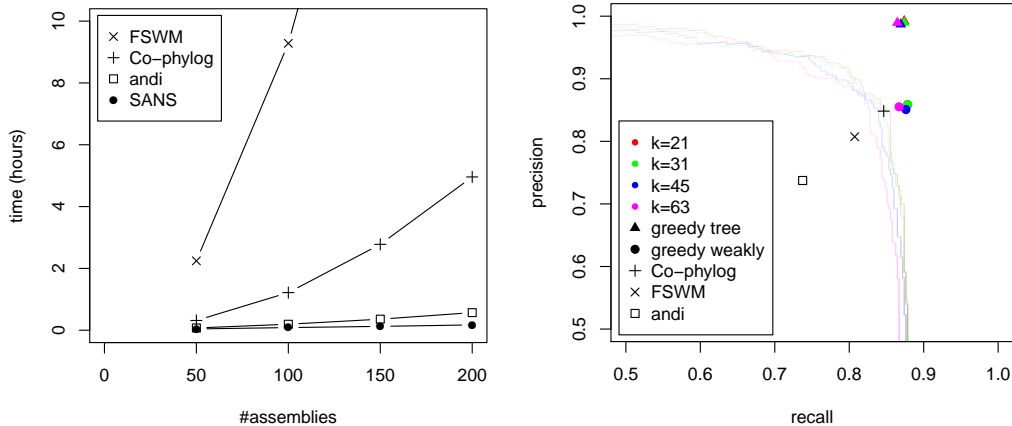 FSWM
Co−phylog
andi
SANS
10
8
6
4
2
0
time (hours)
0 50 100 150 200
#assemblies
1.0
0.9
0.8
0.7
0.6
0.5
precision
k=21
k=31
k=45
k=63
greedy tree
greedy weakly
Co−phylog
FSWM
andi
0.5 0.6 0.7 0.8 0.9 1.0
recall